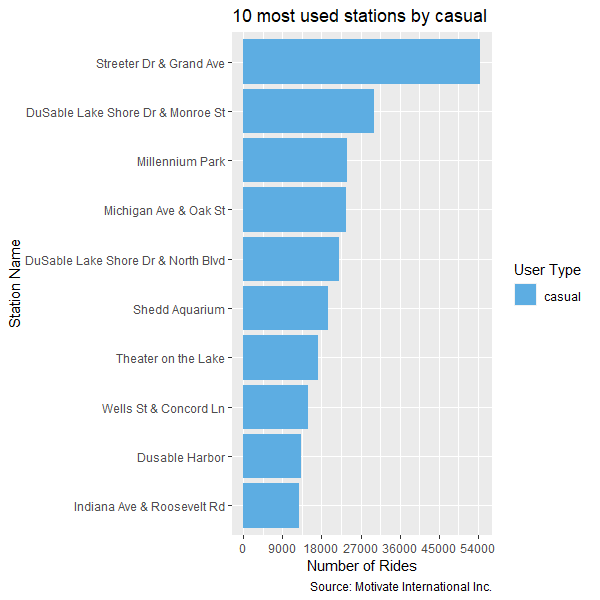 10 most used stations by casual
Station Name
Streeter Dr & Grand Ave
DuSable Lake Shore Dr & Monroe St
Millennium Park
Michigan Ave & Oak St
DuSable Lake Shore Dr & North Blvd
Shedd Aquarium
Theater on the Lake
Wells St & Concord Ln
Dusable Harbor
Indiana Ave & Roosevelt Rd
0 9000 18000 27000 36000 45000 54000
Number of Rides
User Type
casual
Source: Motivate International Inc.